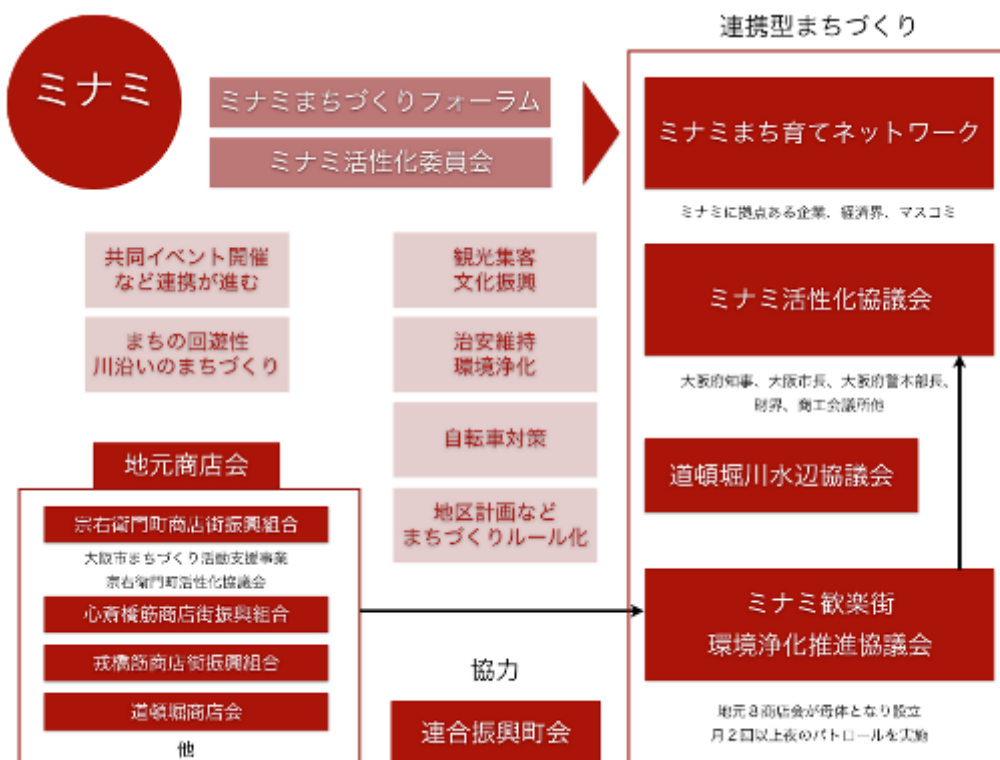 連携型まちづくり
ミナミ
ミナミまちづくりフォーラム
ミナミ活性化委員会
ミナミまち育てネットワーク
ミナミに拠点ある企業、経済界、マスコミ
共同イベント開催
など連携が進む
まちの回遊性
川沿いのまちづくり
観光集客
文化振興
治安維持
環境浄化
自転車対策
地区計画など
まちづくりルール化
ミナミ活性化協議会
大阪府知事、大阪市長、大阪府警本部長、
財界、商工会議所他
道頓堀川水辺協議会
地元商店会
宗右衛門町商店街振興組合
大阪市まちづくり活動支援事業
宗右衛門町活性化協議会
心斎橋筋商店街振興組合
戎橋筋商店街振興組合
道頓堀商店会
他
協力
連合振興町会
ミナミ歓楽街
環境浄化推進協議会
地元8商店会が母体となり設立
月2回以上夜のパトロールを実施